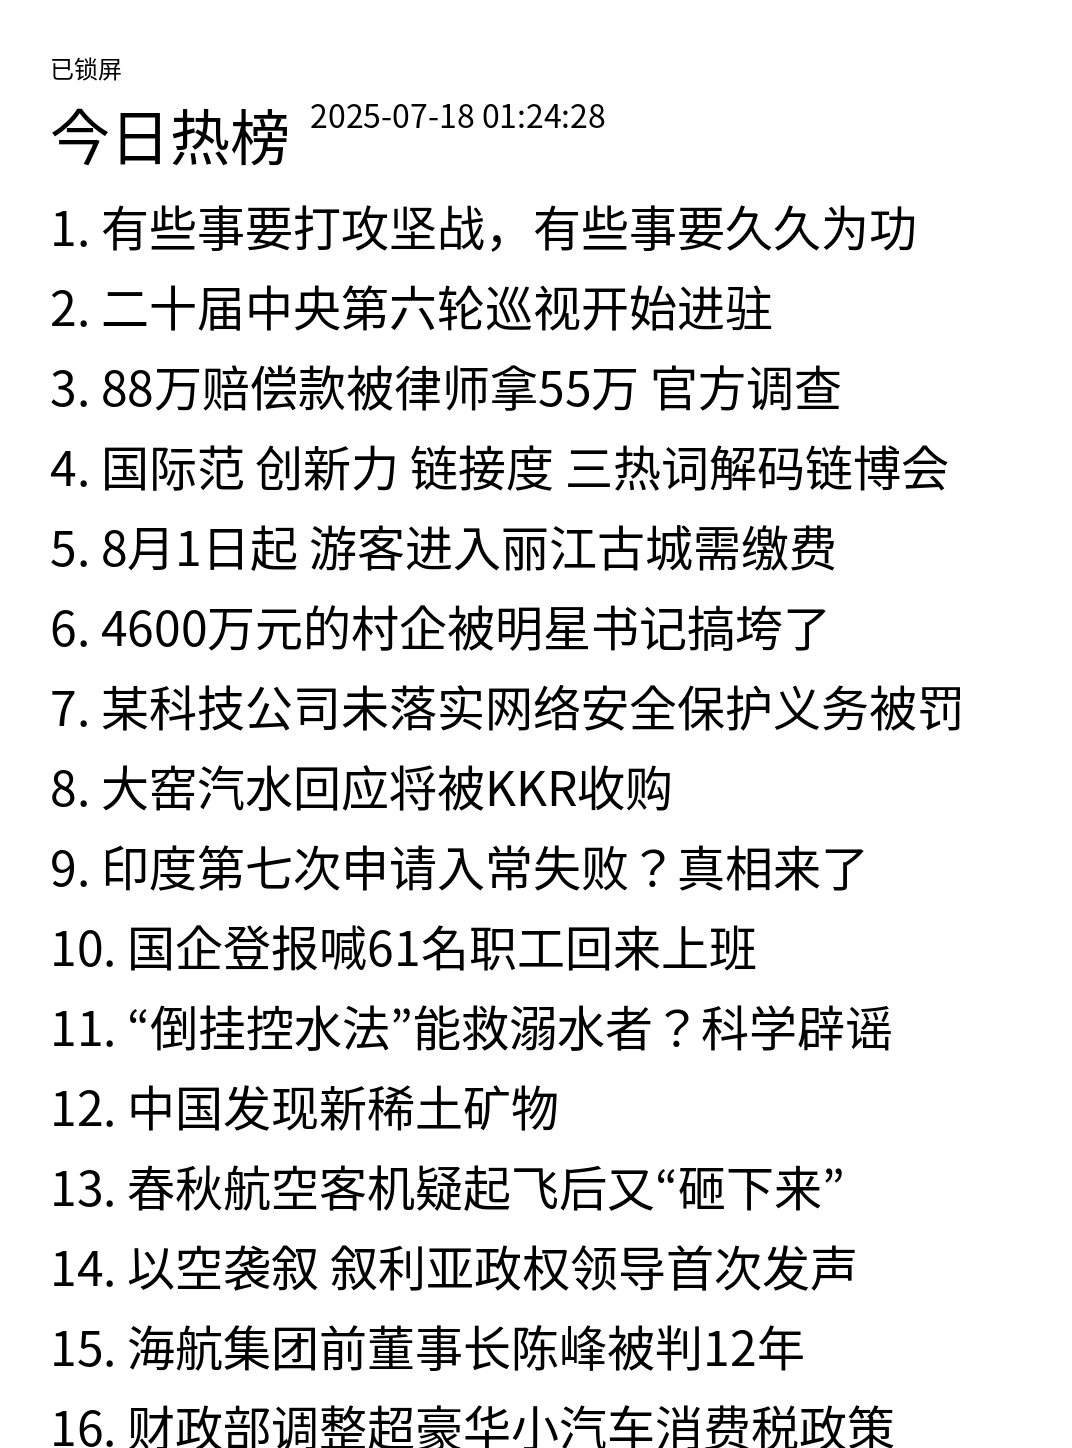 已锁屏
今日热榜 2025-07-18 01:24:28
1. 有些事要打攻坚战，有些事要久久为功
2. 二十届中央第六轮巡视开始进驻
3. 88万赔偿款被律师拿55万 官方调查
4. 国际范 创新力 链接度 三热词解码链博会
5. 8月1日起 游客进入丽江古城需缴费
6. 4600万元的村企被明星书记搞垮了
7. 某科技公司未落实网络安全保护义务被罚
8. 大窑汽水回应将被KKR收购
9. 印度第七次申请入常失败？真相来了
10. 国企登报喊61名职工回来上班
11. “倒挂控水法”能救溺水者？科学辟谣
12. 中国发现新稀土矿物
13. 春秋航空客机疑起飞后又“砸下来”
14. 以空袭叙 叙利亚政权领导首次发声
15. 海航集团前董事长陈峰被判12年
16. 财政部调整超豪华小汽车消费税政策